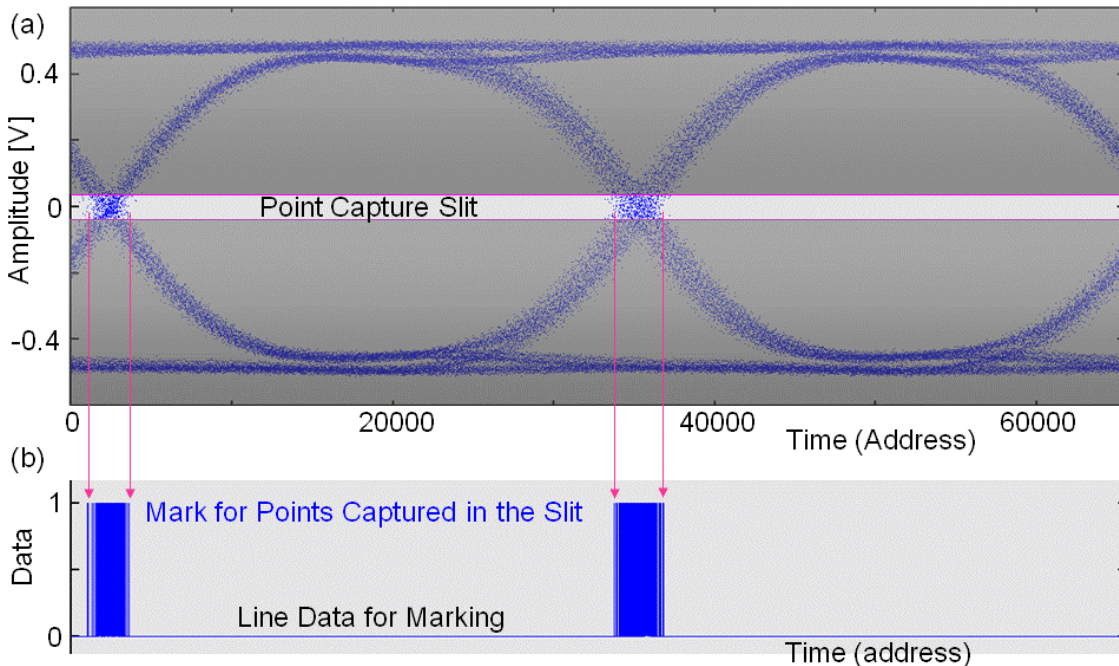 (a)
Amplitude [V]
0.4
0
-0.4
Point Capture Slit
0 20000 40000 60000
Time (Address)
(b)
Data
1
0
Mark for Points Captured in the Slit
Line Data for Marking
Time (address)